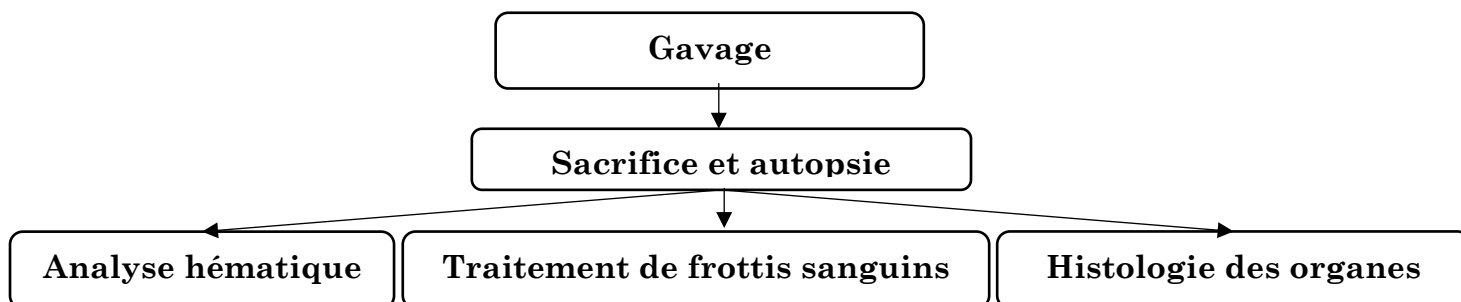 Gavage
Sacrifice et autopsie
Analyse hématique
Traitement de frottis sanguins
Histologie des organes